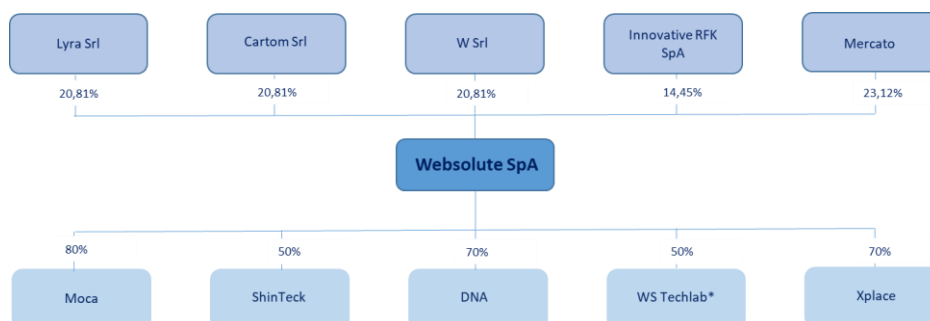 Lyra Srl
Cartom Srl
W Srl
Innovative RFK
SpA
Mercato
20,81%
20,81%
20,81%
14,45%
23,12%
Websolute SpA
80%
50%
70%
50%
70%
Moca
ShinTeck
DNA
WS Techlab*
Xplace